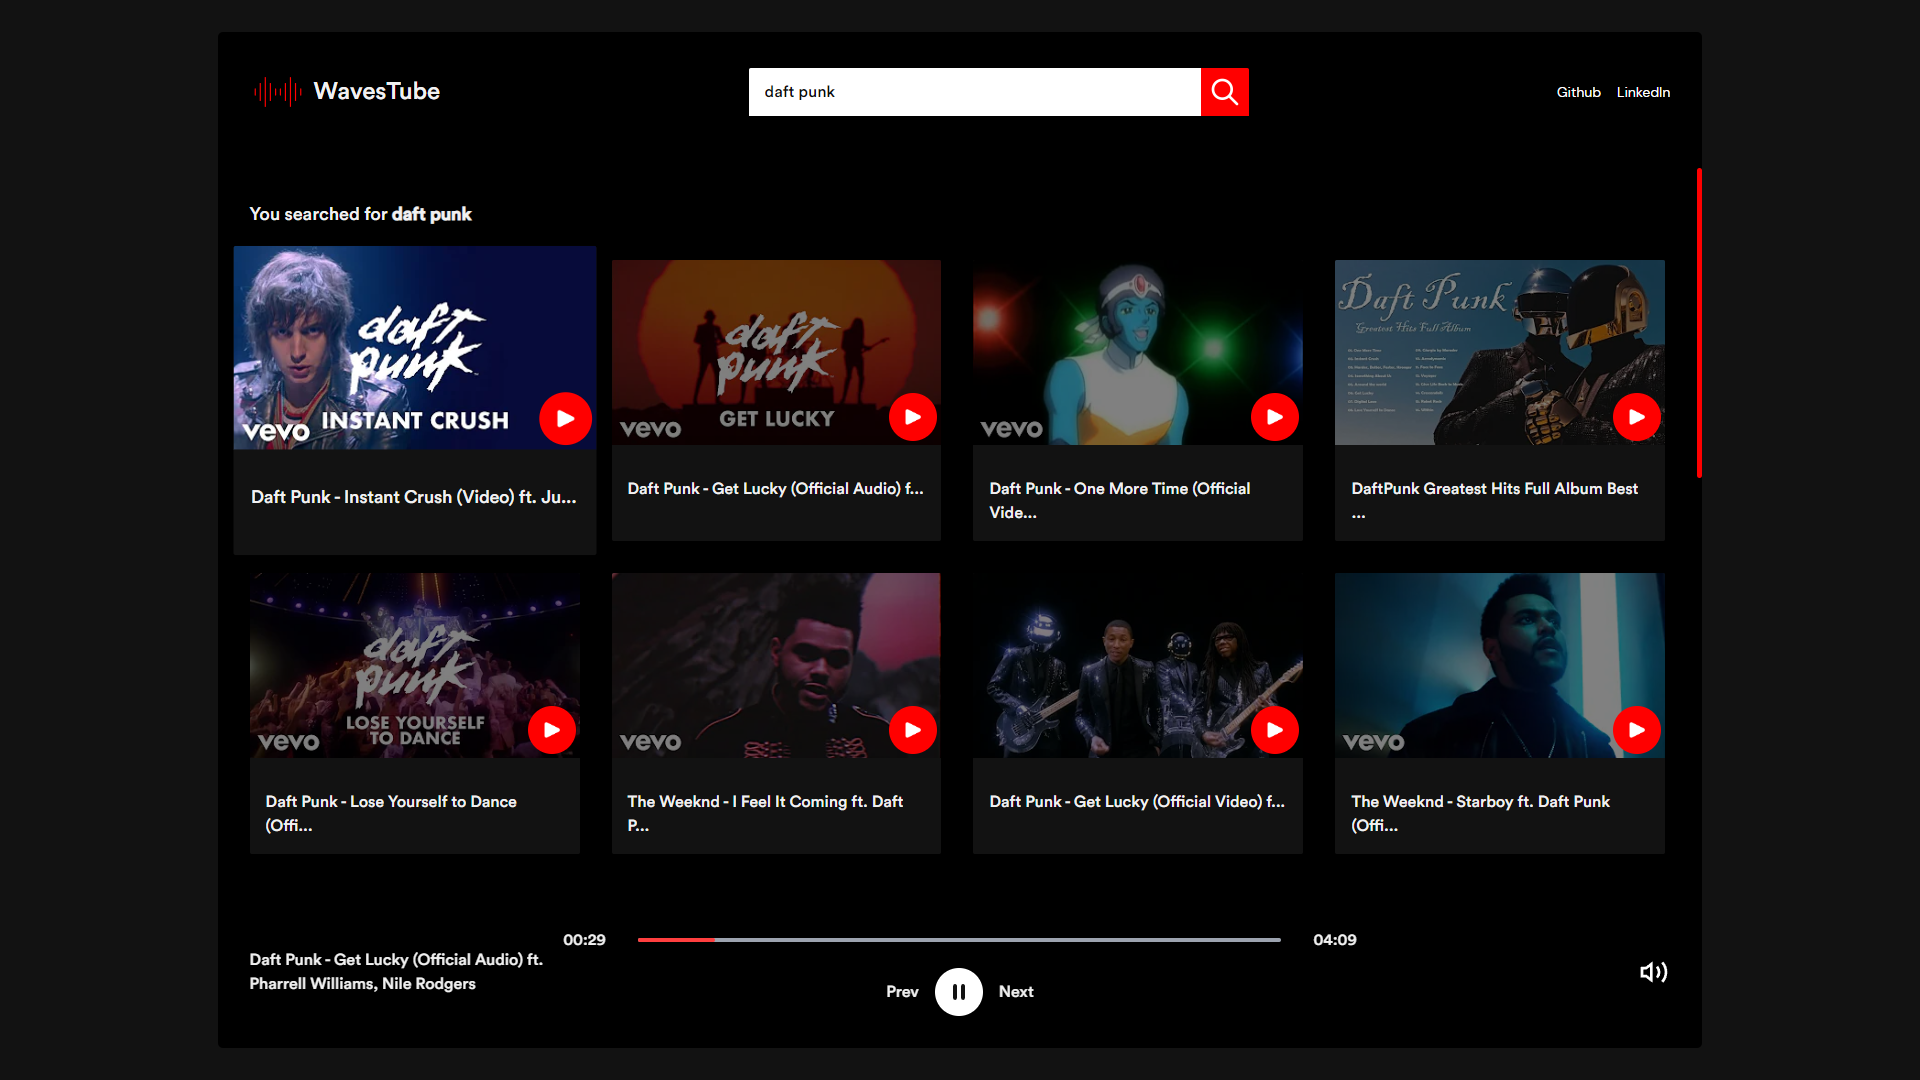 WavesTube
daft punk
Github LinkedIn
You searched for daft punk
daft
punk
INSTANT CRUSH
vevo
daft
punk
GET LUCKY
vevo
vevo
Daft Punk
Greatest Hits Full Album
Daft Punk - Instant Crush (Video) ft. Ju...
Daft Punk - Get Lucky (Official Audio) f...
Daft Punk - One More Time (Official
Vide...
DaftPunk Greatest Hits Full Album Best
...
daft
punk
LOSE YOURSELF
TO DANCE
vevo
vevo
vevo
Daft Punk - Lose Yourself to Dance
(Offi...
The Weeknd - I Feel It Coming ft. Daft
P...
Daft Punk - Get Lucky (Official Video) f...
The Weeknd - Starboy ft. Daft Punk
(Offi...
00:29
04:09
Daft Punk - Get Lucky (Official Audio) ft.
Pharrell Williams, Nile Rodgers
Prev
Next